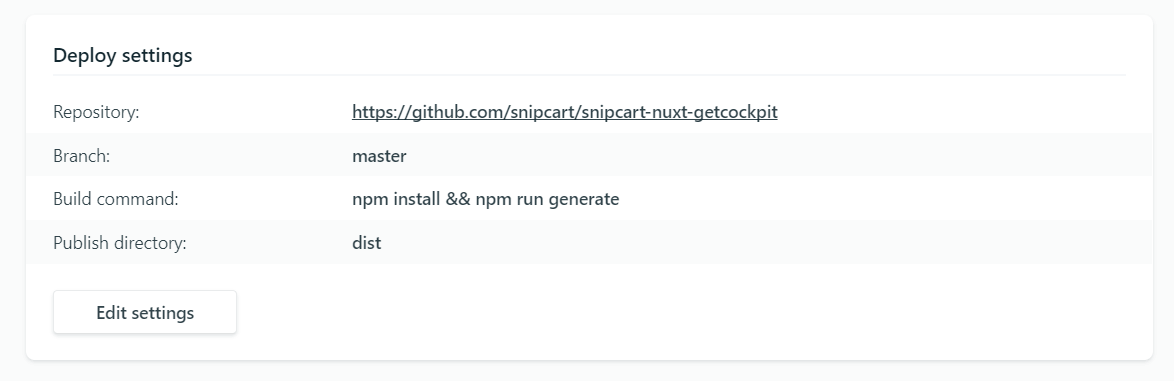 Deploy settings
Repository: https://github.com/snipcart/snipcart-nuxt-getcockpit
Branch: master
Build command: npm install && npm run generate
Publish directory: dist
Edit settings